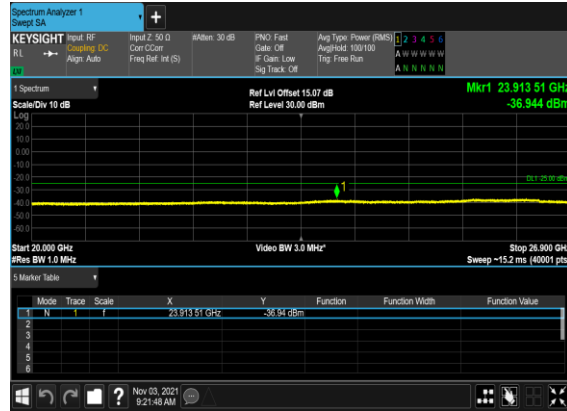 Spectrum Analyzer 1
Swept SA
+
KEYSIGHT Input: RF Input Z: 50 Ω #Atten: 30 dB PNO: Fast Avg Type: Power (RMS) 1 2 3 4 5 6
RL Coupling: DC Corr CCorr Gate: Off Avg|Hold: 100/100 A W W W W W
Align: Auto Freq Ref: Int (S) IF Gain: Low Trig: Free Run
Sig Track: Off A N N N N N
1 Spectrum Ref Lvl Offset 15.07 dB Mkr1 23.913 51 GHz
Scale/Div 10 dB Ref Level 30.00 dBm -36.944 dBm
Log
20.0
10.0
0.00
-10.0
-20.0
DL1 -25.00 dBm
-30.0
1
-40.0
-50.0
-60.0
Start 20.000 GHz Video BW 3.0 MHz* Stop 26.900 GHz
#Res BW 1.0 MHz Sweep ~15.2 ms (40001 pts)
5 Marker Table
Mode Trace Scale X Y Function Function Width Function Value
1 N 1 f 23.913 51 GHz -36.94 dBm
2
3
4
5
6
? Nov 03, 2021
9:21:48 AM